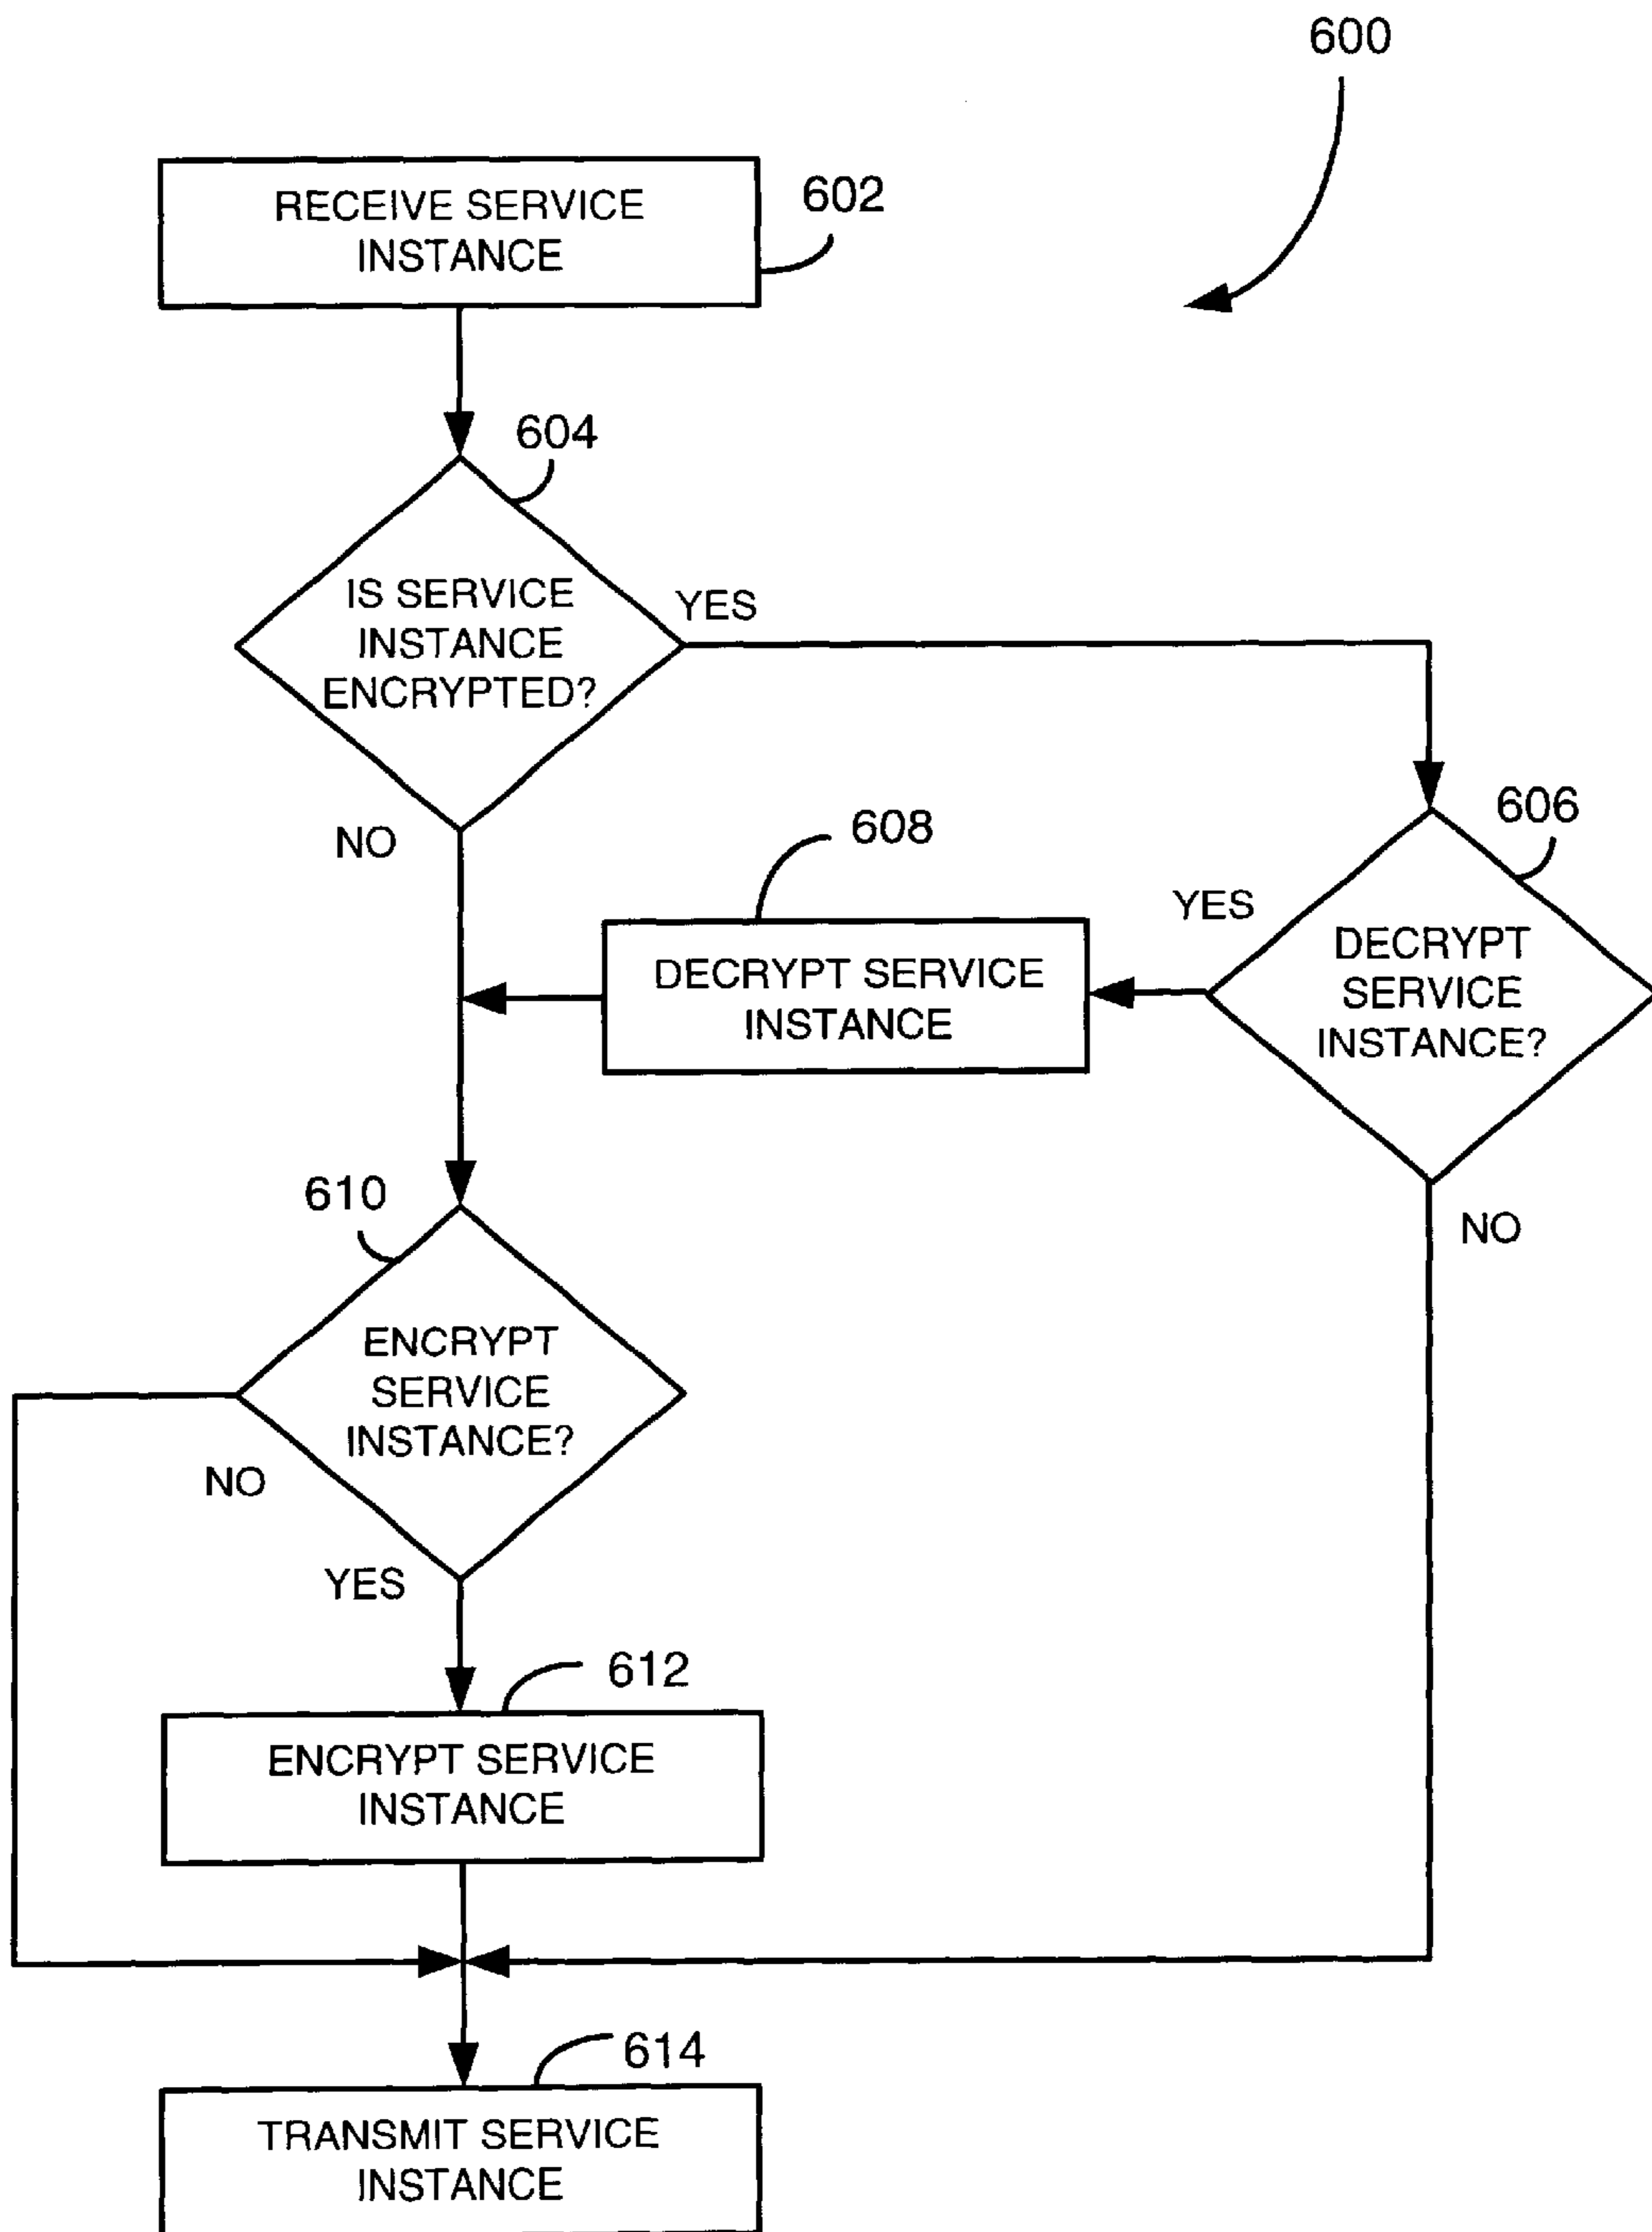 600
RECEIVE SERVICE
INSTANCE
602
604
IS SERVICE
INSTANCE
ENCRYPTED?
YES
NO
606
608
YES
DECRYPT SERVICE
INSTANCE
DECRYPT
SERVICE
INSTANCE?
NO
610
ENCRYPT
SERVICE
INSTANCE?
NO
YES
612
ENCRYPT SERVICE
INSTANCE
614
TRANSMIT SERVICE
INSTANCE